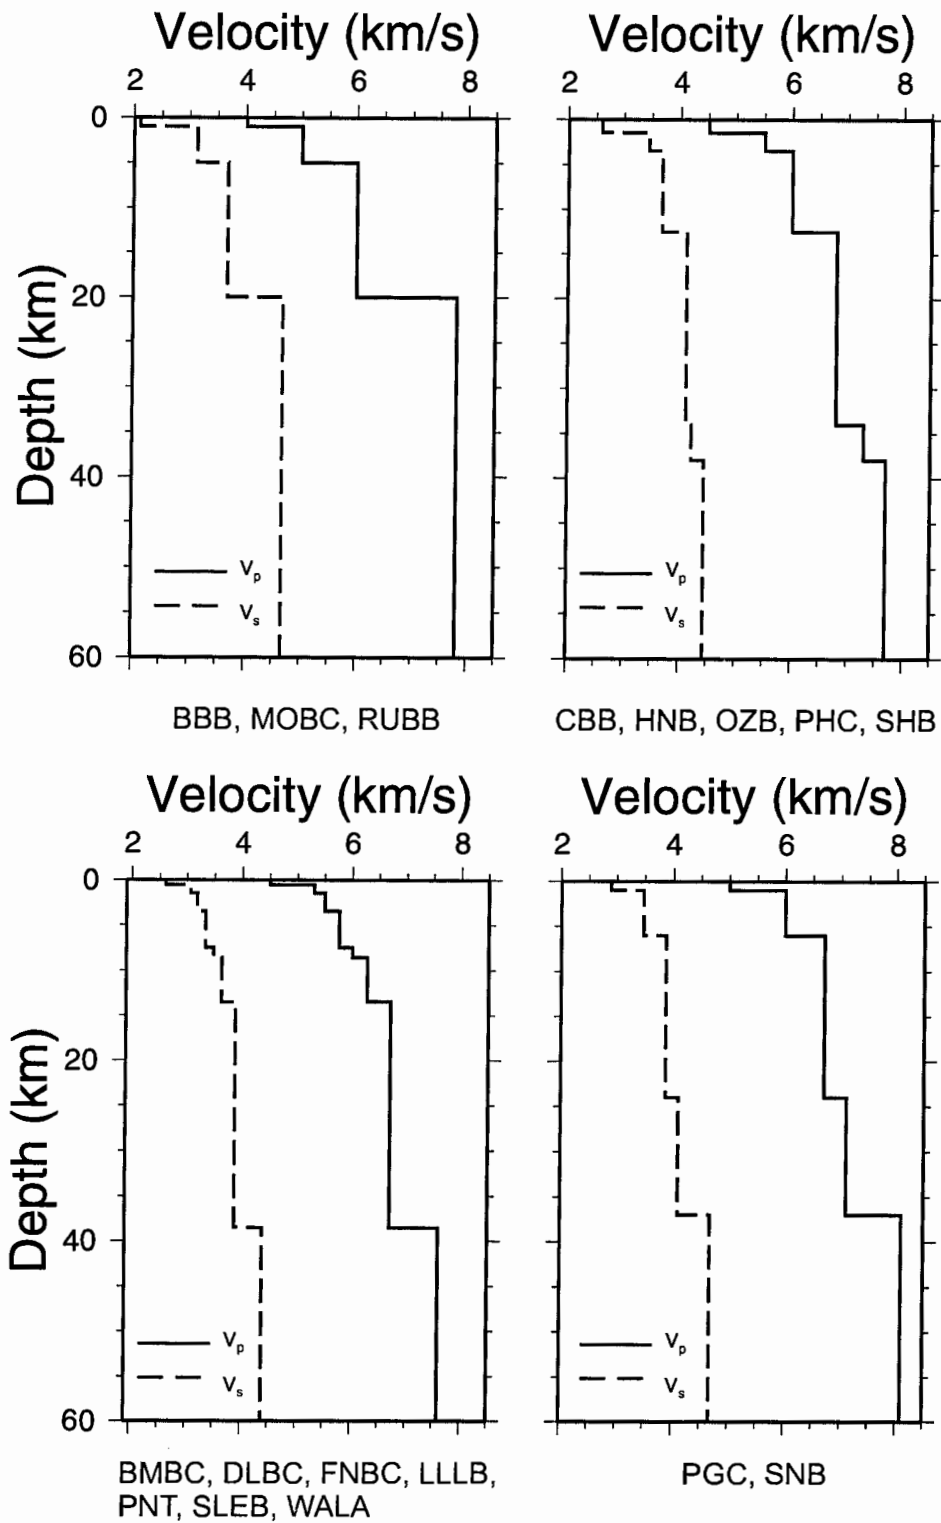 Velocity (km/s)
2 4 6 8
0
20
40
60
Depth (km)
Vp
Vs
BBB, MOBC, RUBB
Velocity (km/s)
2 4 6 8
Vp
Vs
CBB, HNB, OZB, PHC, SHB
Velocity (km/s)
2 4 6 8
0
20
40
60
Depth (km)
Vp
Vs
BMBC, DLBC, FNBC, LLLB,
PNT, SLEB, WALA
Velocity (km/s)
2 4 6 8
Vp
Vs
PGC, SNB